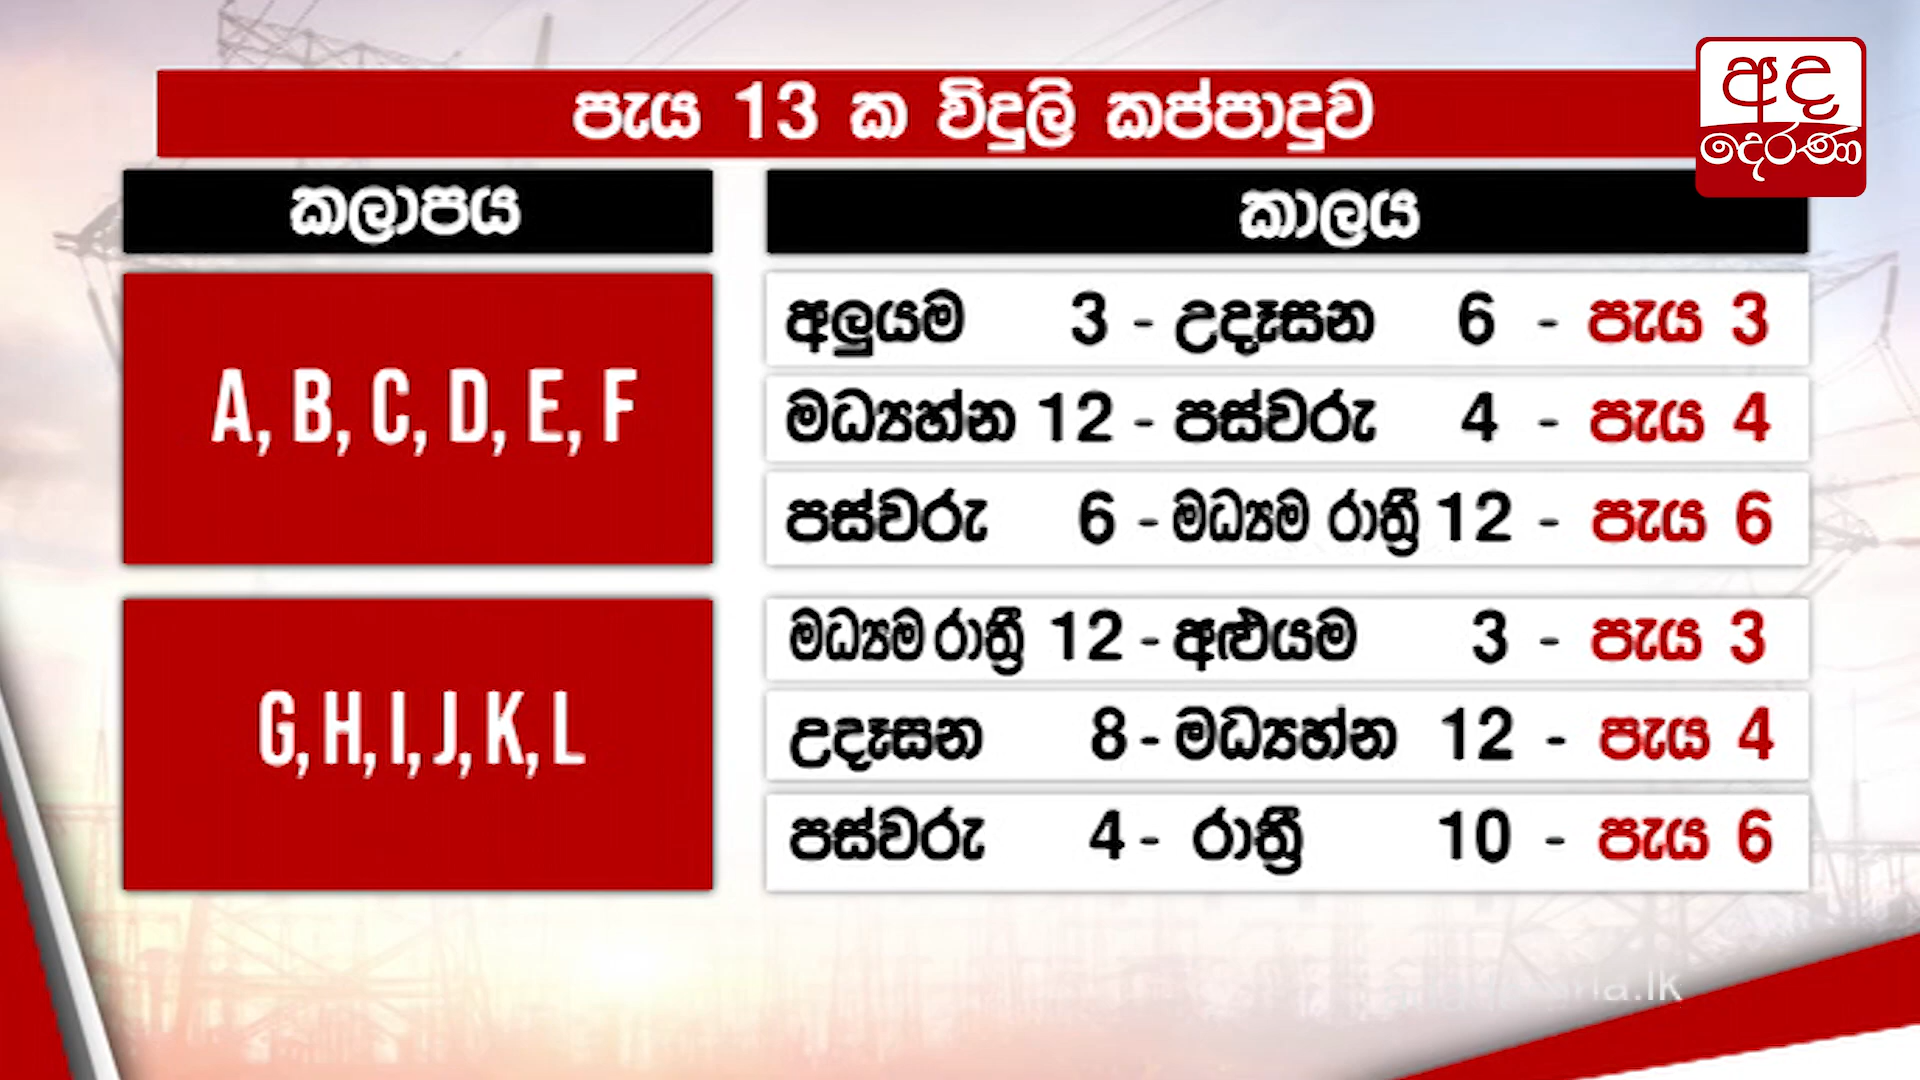 පැය 13 ක විදුලි කප්පාදුව
අද
දෙරණ
කලාපය
කාලය
A, B, C, D, E, F
අලුයම 3 - උදෑසන 6 - පැය 3
මධ්‍යහ්න 12 - පස්වරු 4 - පැය 4
පස්වරු 6 - මධ්‍යම රාත්‍රී 12 - පැය 6
G, H, I, J, K, L
මධ්‍යම රාත්‍රී 12 - අළුයම 3 - පැය 3
උදෑසන 8 - මධ්‍යහ්න 12 - පැය 4
පස්වරු 4 - රාත්‍රී 10 - පැය 6